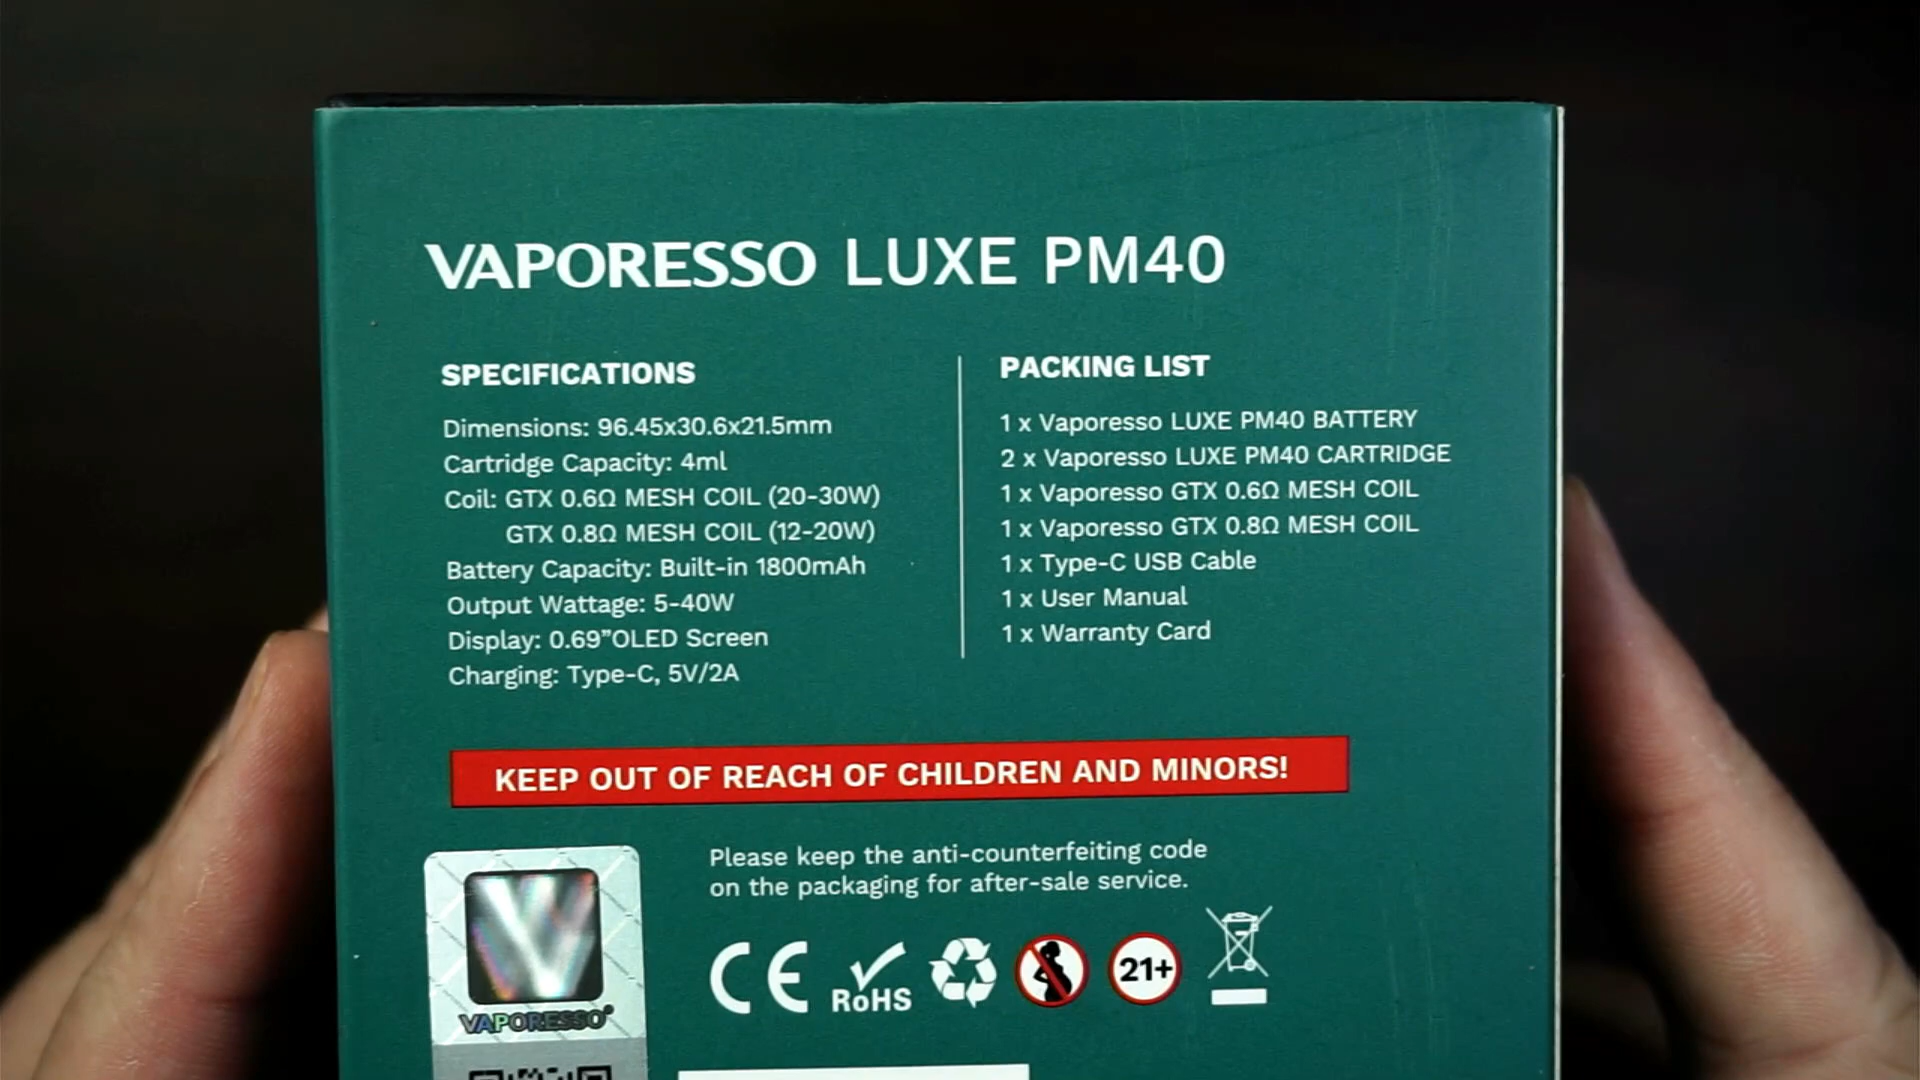 VAPORESSO LUXE PM40
SPECIFICATIONS
Dimensions: 96.45x30.6x21.5mm
Cartridge Capacity: 4ml
Coil: GTX 0.6Ω MESH COIL (20-30W)
GTX 0.8Ω MESH COIL (12-20W)
Battery Capacity: Built-in 1800mAh
Output Wattage: 5-40W
Display: 0.69”OLED Screen
Charging: Type-C, 5V/2A
PACKING LIST
1 x Vaporesso LUXE PM40 BATTERY
2 x Vaporesso LUXE PM40 CARTRIDGE
1 x Vaporesso GTX 0.6Ω MESH COIL
1 x Vaporesso GTX 0.8Ω MESH COIL
1 x Type-C USB Cable
1 x User Manual
1 x Warranty Card
KEEP OUT OF REACH OF CHILDREN AND MINORS!
Please keep the anti-counterfeiting code
on the packaging for after-sale service.
V
VAPORESSO®
CE
RoHS
21+